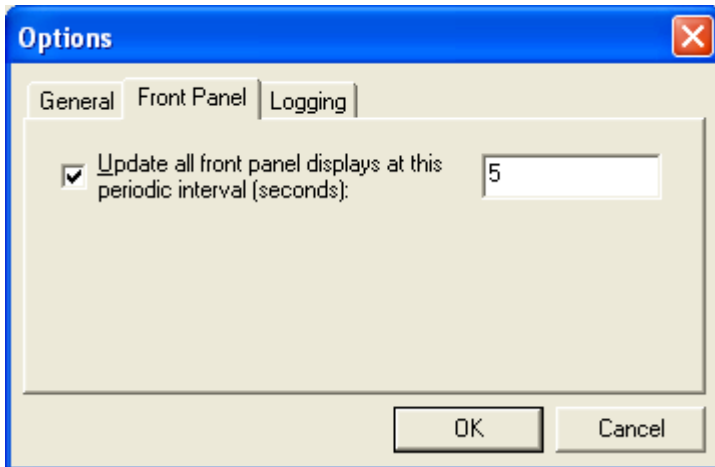 Options
General Front Panel Logging
Update all front panel displays at this
periodic interval (seconds):
5
OK Cancel